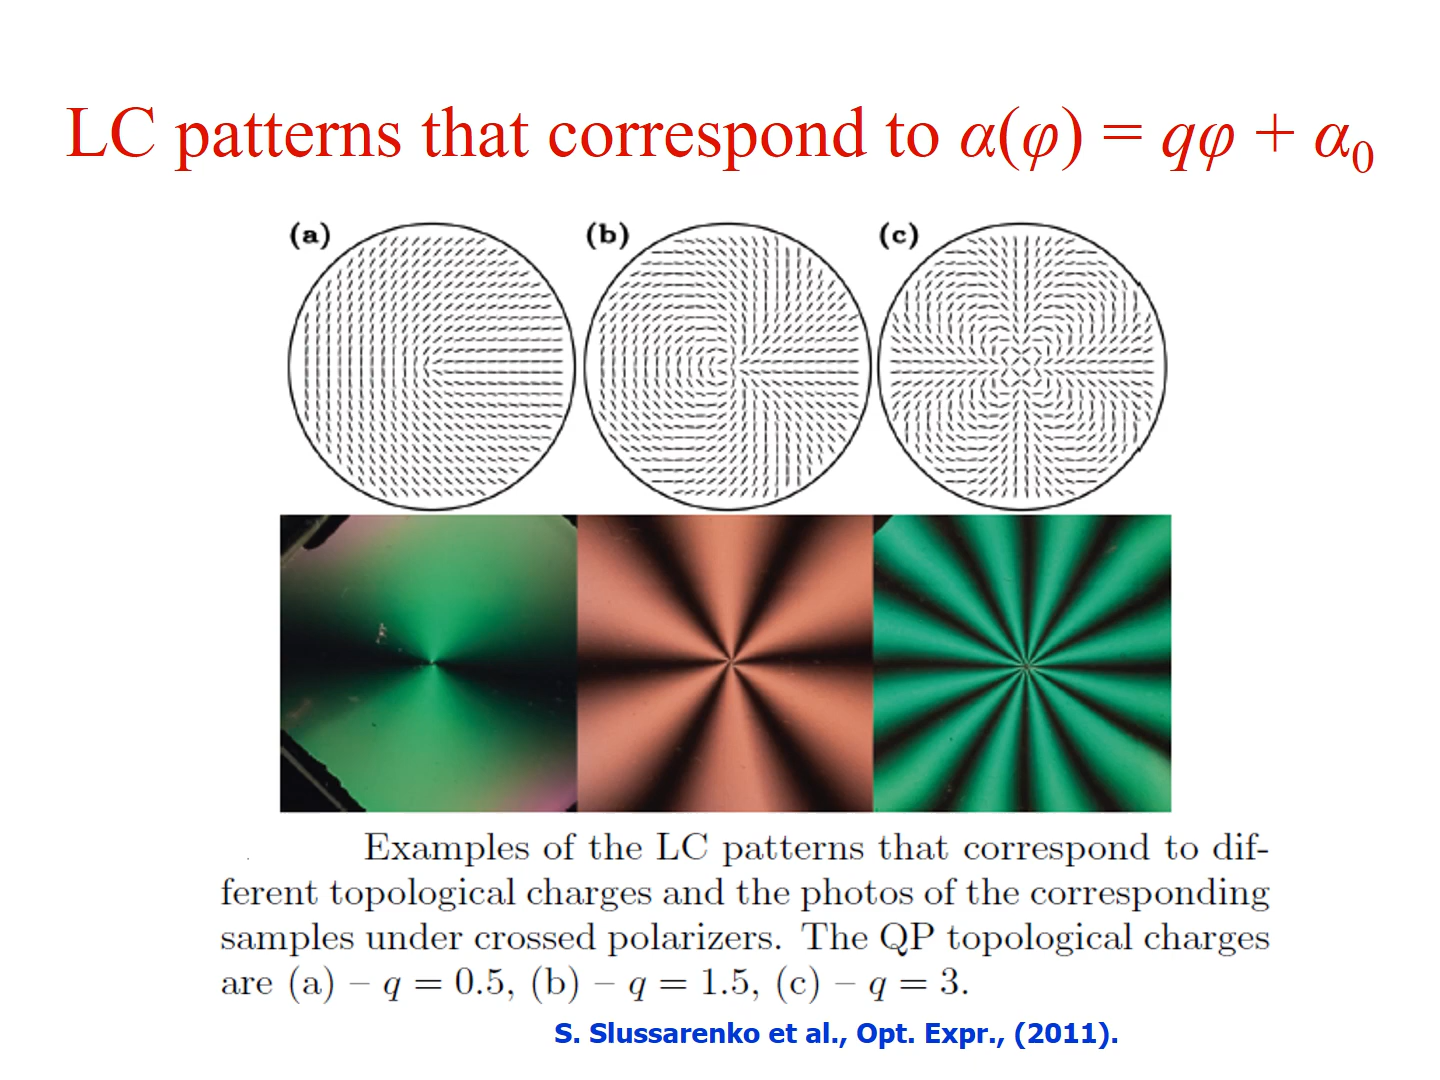 LC patterns that correspond to α(φ) = qφ + α₀
(a) (b) (c)
Examples of the LC patterns that correspond to dif-
ferent topological charges and the photos of the corresponding
samples under crossed polarizers. The QP topological charges
are (a) – q = 0.5, (b) – q = 1.5, (c) – q = 3.
S. Slussarenko et al., Opt. Expr., (2011).